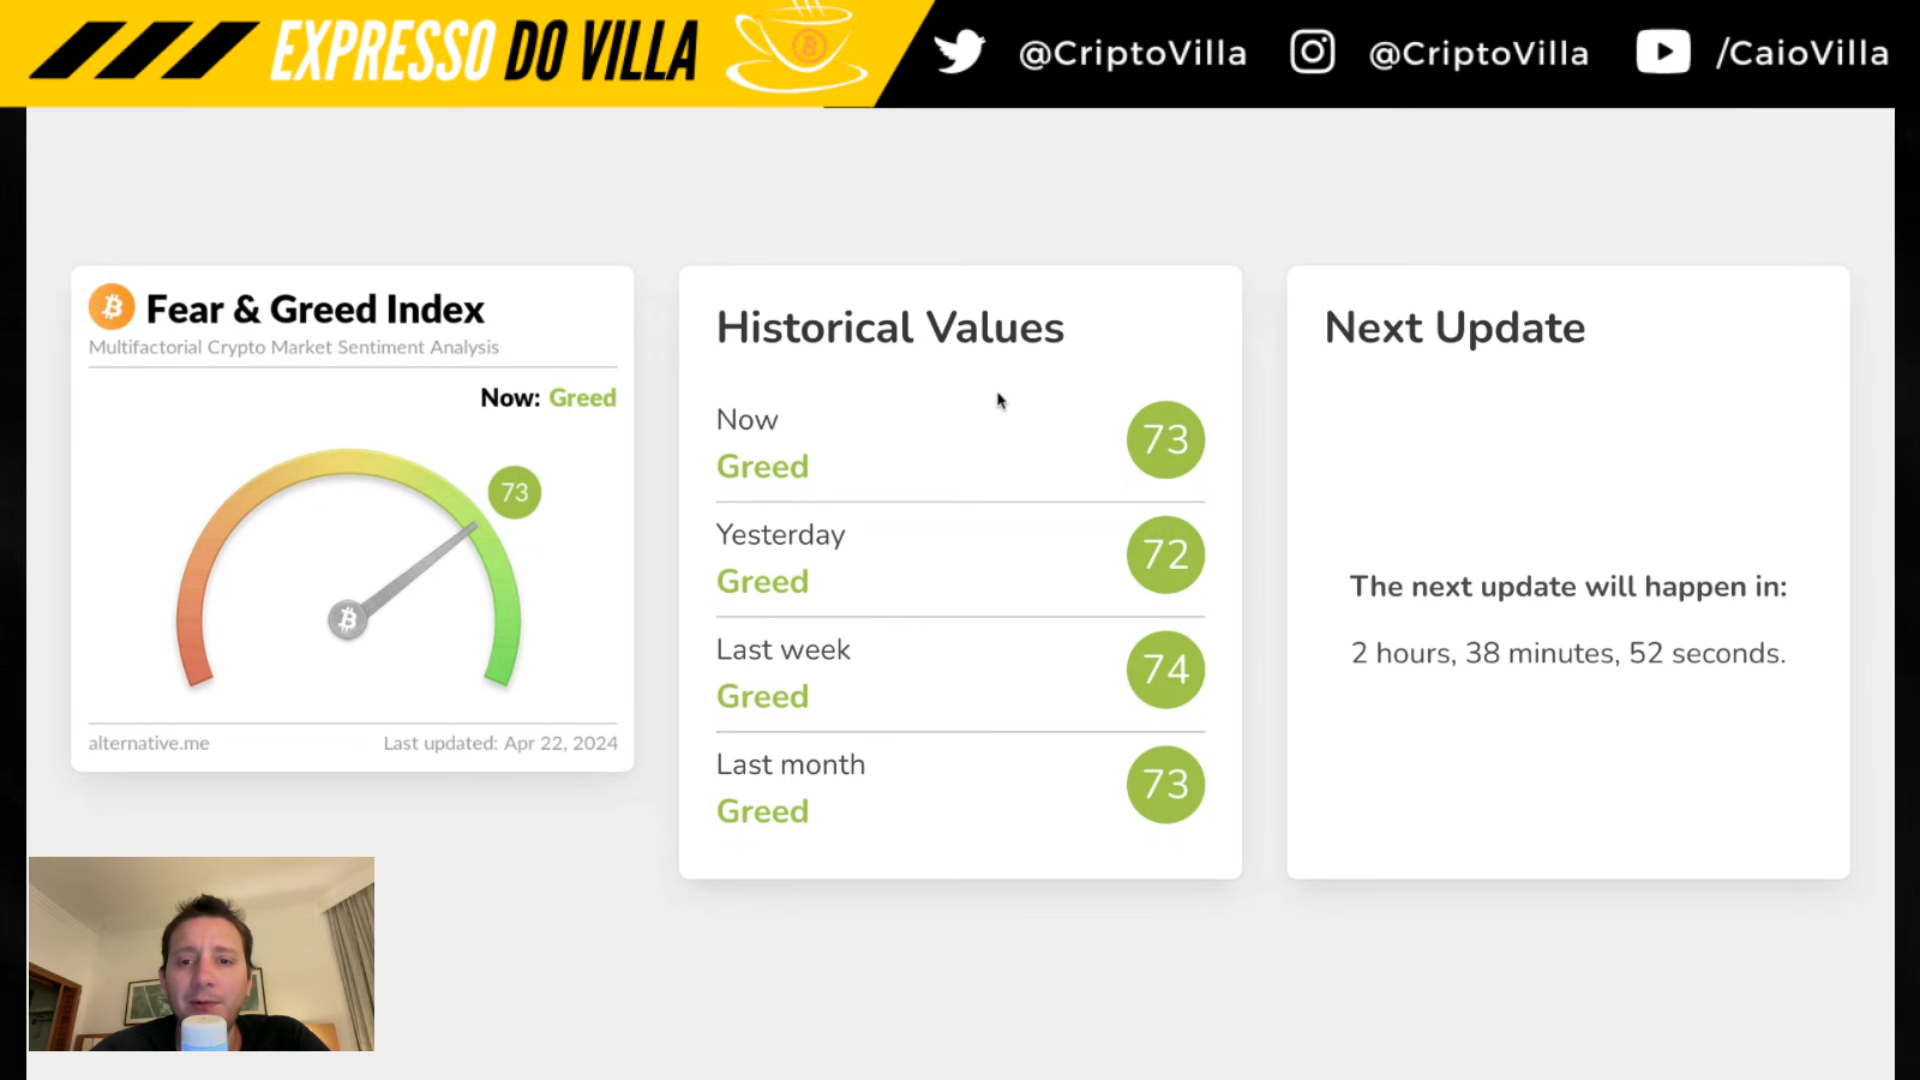 EXPRESSO DO VILLA
@CriptoVilla
@CriptoVilla
/CaioVilla
Fear & Greed Index
Multifactorial Crypto Market Sentiment Analysis
Now: Greed
73
alternative.me
Last updated: Apr 22, 2024
Historical Values
Now
Greed
73
Yesterday
Greed
72
Last week
Greed
74
Last month
Greed
73
Next Update
The next update will happen in:
2 hours, 38 minutes, 52 seconds.